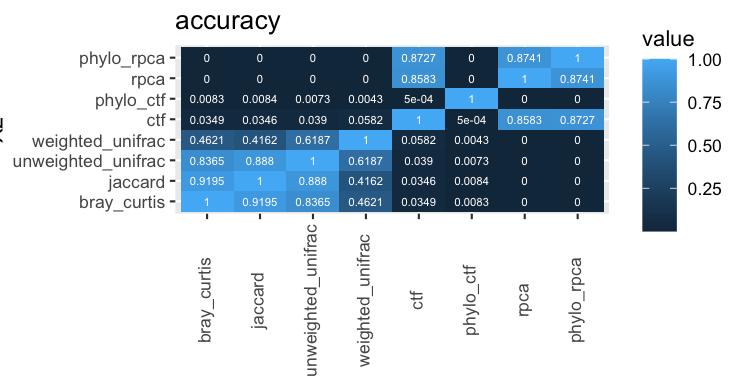 accuracy
phylo_rpca 0 0 0 0 0.8727 0 0.8741 1
rpca 0 0 0 0 0.8583 0 1 0.8741
phylo_ctf 0.0083 0.0084 0.0073 0.0043 5e-04 1 0 0
ctf 0.0349 0.0346 0.039 0.0582 1 5e-04 0.8583 0.8727
weighted_unifrac 0.4621 0.4162 0.6187 1 0.0582 0.0043 0 0
unweighted_unifrac 0.8365 0.888 1 0.6187 0.039 0.0073 0 0
jaccard 0.9195 1 0.888 0.4162 0.0346 0.0084 0 0
bray_curtis 1 0.9195 0.8365 0.4621 0.0349 0.0083 0 0
bray_curtis
jaccard
unweighted_unifrac
weighted_unifrac
ctf
phylo_ctf
rpca
phylo_rpca
value
1.00
0.75
0.50
0.25